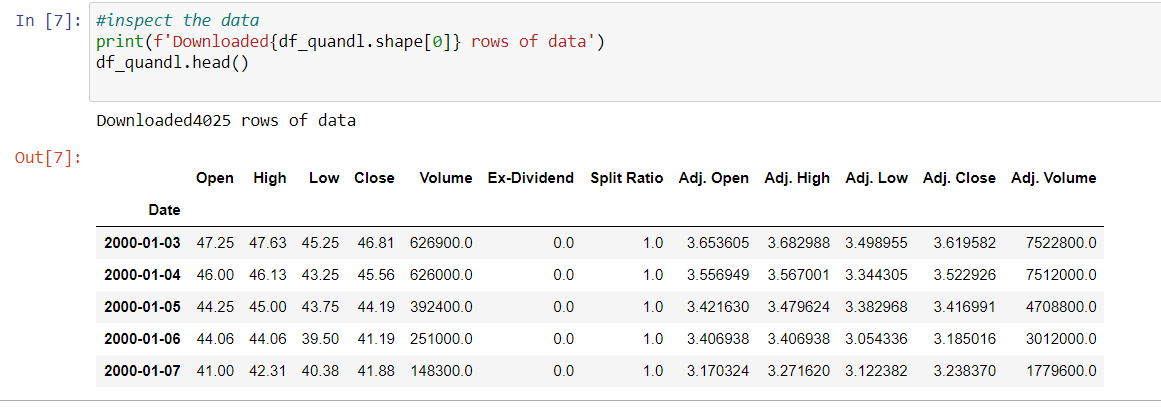 In [7]: #inspect the data
print(f'Downloaded{df_quandl.shape[0]} rows of data')
df_quandl.head()
Downloaded4025 rows of data
Out[7]:
Open High Low Close Volume Ex-Dividend Split Ratio Adj. Open Adj. High Adj. Low Adj. Close Adj. Volume
Date
2000-01-03 47.25 47.63 45.25 46.81 626900.0 0.0 1.0 3.653605 3.682988 3.498955 3.619582 7522800.0
2000-01-04 46.00 46.13 43.25 45.56 626000.0 0.0 1.0 3.556949 3.567001 3.344305 3.522926 7512000.0
2000-01-05 44.25 45.00 43.75 44.19 392400.0 0.0 1.0 3.421630 3.479624 3.382968 3.416991 4708800.0
2000-01-06 44.06 44.06 39.50 41.19 251000.0 0.0 1.0 3.406938 3.406938 3.054336 3.185016 3012000.0
2000-01-07 41.00 42.31 40.38 41.88 148300.0 0.0 1.0 3.170324 3.271620 3.122382 3.238370 1779600.0